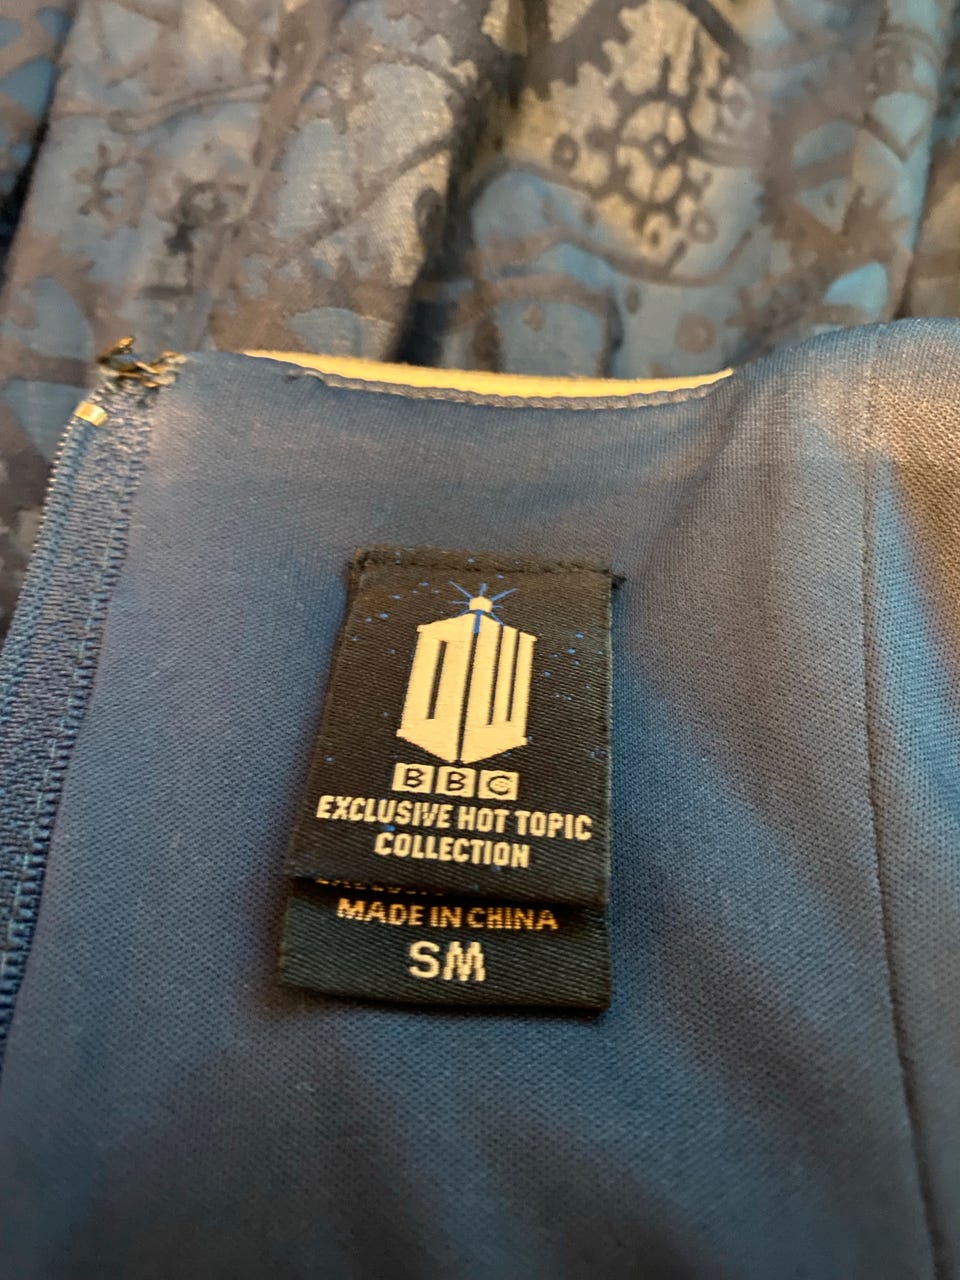 DW
BBC
EXCLUSIVE HOT TOPIC
COLLECTION
MADE IN CHINA
SM